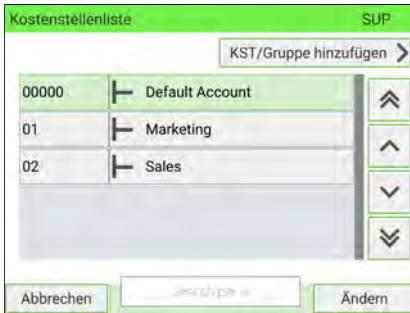 Kostenstellenliste SUP
KST/Gruppe hinzufügen
00000 Default Account
01 Marketing
02 Sales
Abbrechen Ändern